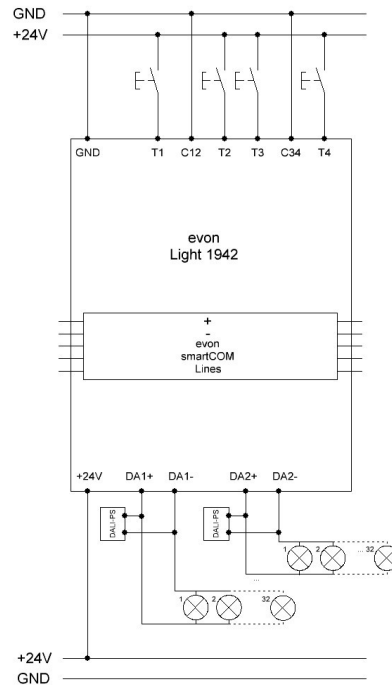 GND
+24V
GND T1 C12 T2 T3 C34 T4
evon
Light 1942
+
-
evon
smartCOM
Lines
+24V DA1+ DA1- DA2+ DA2-
DALI-PS DALI-PS
1 2 ... 32
...
1 2 32
+24V
GND